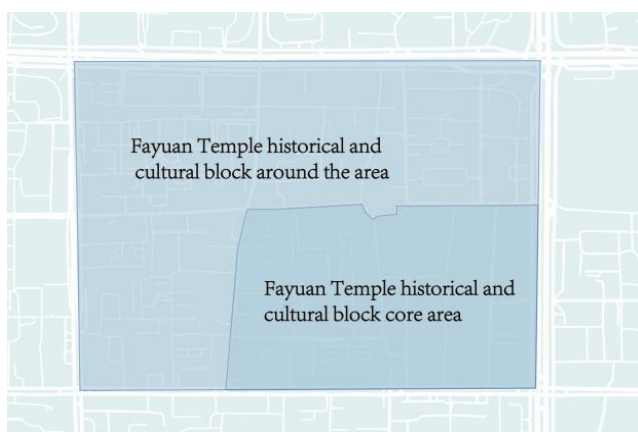 Fayuan Temple historical and
cultural block around the area
Fayuan Temple historical and
cultural block core area